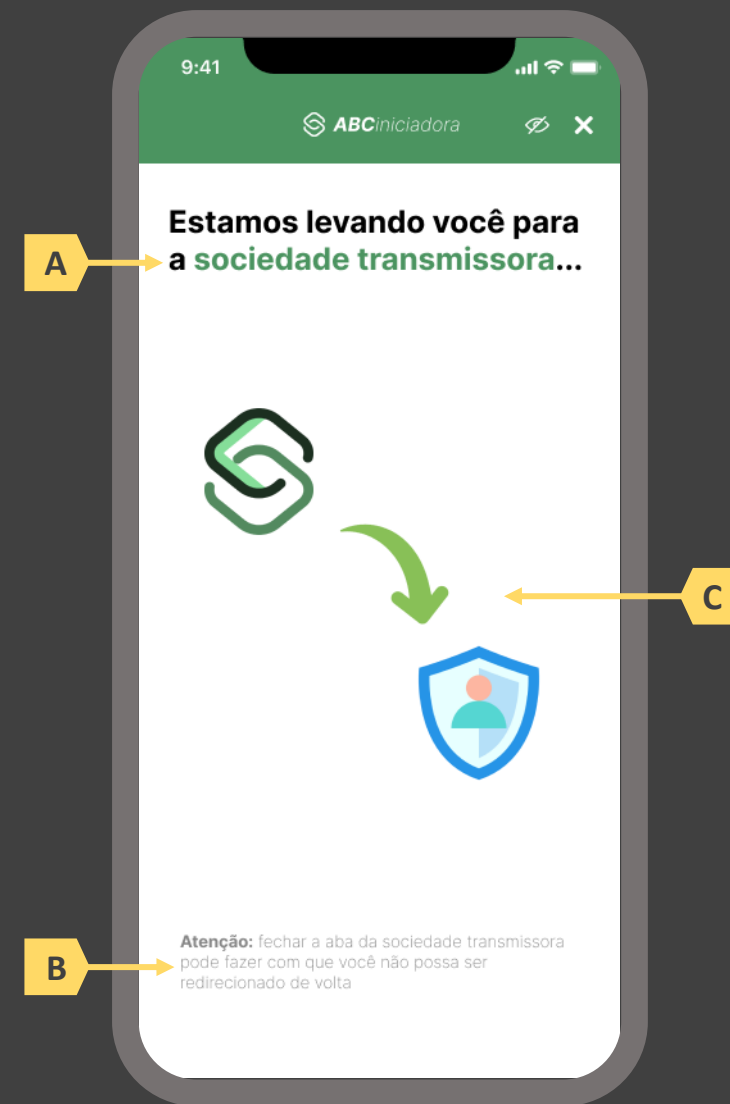 9:41
ABCiniciadora
Estamos levando você para
a sociedade transmissora...
A
C
Atenção: fechar a aba da sociedade transmissora
pode fazer com que você não possa ser
redirecionado de volta
B